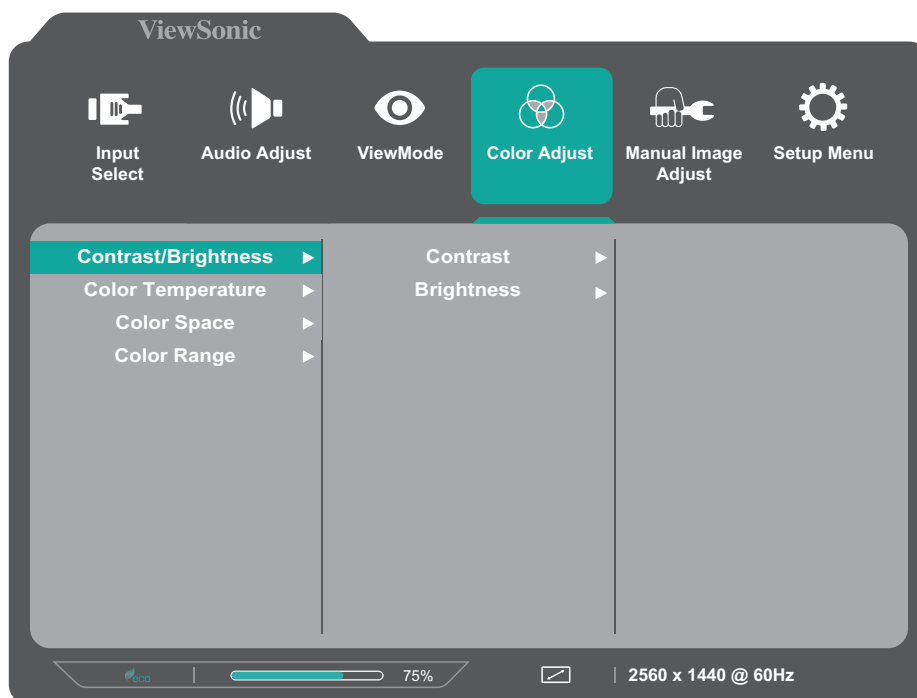 ViewSonic
Input
Select
Audio Adjust
ViewMode
Color Adjust
Manual Image
Adjust
Setup Menu
Contrast/Brightness
Color Temperature
Color Space
Color Range
Contrast
Brightness
eco
75%
2560 x 1440 @ 60Hz